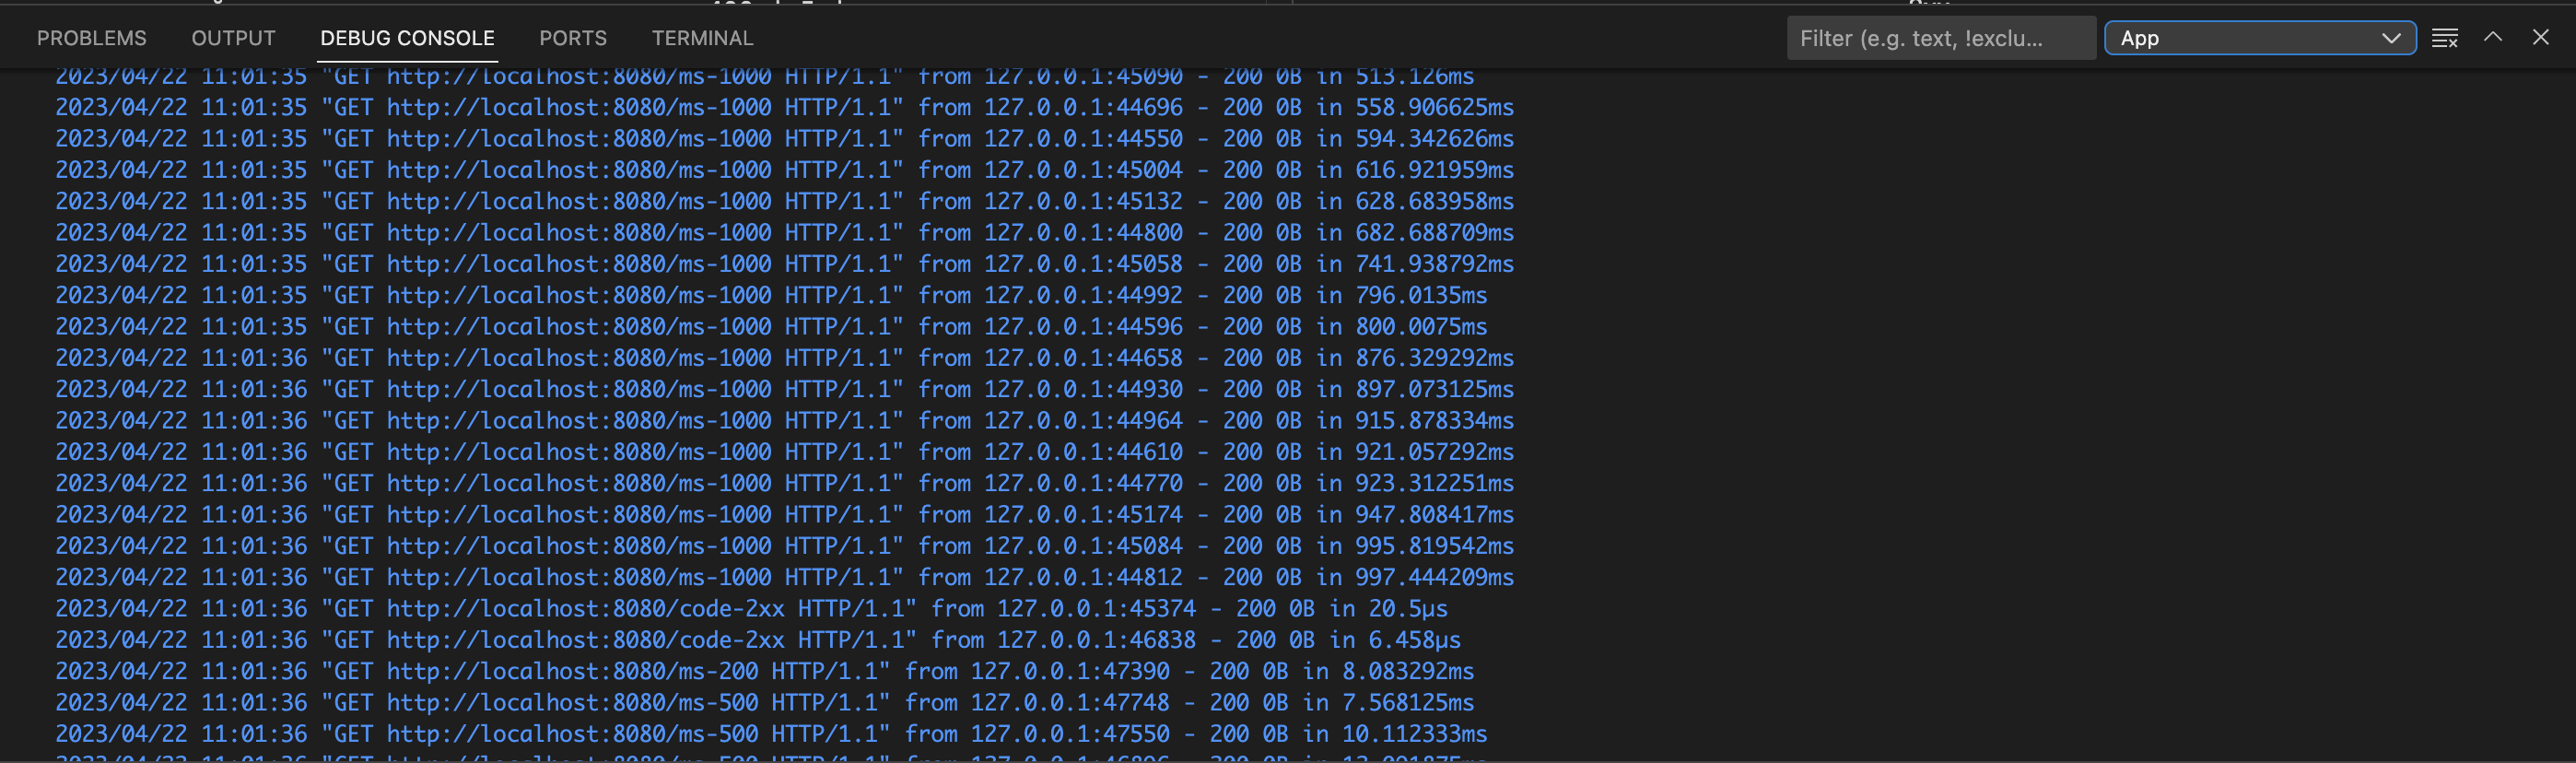 PROBLEMS OUTPUT DEBUG CONSOLE PORTS TERMINAL Filter (e.g. text, !exclu... App
2023/04/22 11:01:35 "GET http://localhost:8080/ms-1000 HTTP/1.1" from 127.0.0.1:45090 - 200 0B in 513.126ms
2023/04/22 11:01:35 "GET http://localhost:8080/ms-1000 HTTP/1.1" from 127.0.0.1:44696 - 200 0B in 558.906625ms
2023/04/22 11:01:35 "GET http://localhost:8080/ms-1000 HTTP/1.1" from 127.0.0.1:44550 - 200 0B in 594.342626ms
2023/04/22 11:01:35 "GET http://localhost:8080/ms-1000 HTTP/1.1" from 127.0.0.1:45004 - 200 0B in 616.921959ms
2023/04/22 11:01:35 "GET http://localhost:8080/ms-1000 HTTP/1.1" from 127.0.0.1:45132 - 200 0B in 628.683958ms
2023/04/22 11:01:35 "GET http://localhost:8080/ms-1000 HTTP/1.1" from 127.0.0.1:44800 - 200 0B in 682.688709ms
2023/04/22 11:01:35 "GET http://localhost:8080/ms-1000 HTTP/1.1" from 127.0.0.1:45058 - 200 0B in 741.938792ms
2023/04/22 11:01:35 "GET http://localhost:8080/ms-1000 HTTP/1.1" from 127.0.0.1:44992 - 200 0B in 796.0135ms
2023/04/22 11:01:35 "GET http://localhost:8080/ms-1000 HTTP/1.1" from 127.0.0.1:44596 - 200 0B in 800.0075ms
2023/04/22 11:01:36 "GET http://localhost:8080/ms-1000 HTTP/1.1" from 127.0.0.1:44658 - 200 0B in 876.329292ms
2023/04/22 11:01:36 "GET http://localhost:8080/ms-1000 HTTP/1.1" from 127.0.0.1:44930 - 200 0B in 897.073125ms
2023/04/22 11:01:36 "GET http://localhost:8080/ms-1000 HTTP/1.1" from 127.0.0.1:44964 - 200 0B in 915.878334ms
2023/04/22 11:01:36 "GET http://localhost:8080/ms-1000 HTTP/1.1" from 127.0.0.1:44610 - 200 0B in 921.057292ms
2023/04/22 11:01:36 "GET http://localhost:8080/ms-1000 HTTP/1.1" from 127.0.0.1:44770 - 200 0B in 923.312251ms
2023/04/22 11:01:36 "GET http://localhost:8080/ms-1000 HTTP/1.1" from 127.0.0.1:45174 - 200 0B in 947.808417ms
2023/04/22 11:01:36 "GET http://localhost:8080/ms-1000 HTTP/1.1" from 127.0.0.1:45084 - 200 0B in 995.819542ms
2023/04/22 11:01:36 "GET http://localhost:8080/ms-1000 HTTP/1.1" from 127.0.0.1:44812 - 200 0B in 997.444209ms
2023/04/22 11:01:36 "GET http://localhost:8080/code-2xx HTTP/1.1" from 127.0.0.1:45374 - 200 0B in 20.5µs
2023/04/22 11:01:36 "GET http://localhost:8080/code-2xx HTTP/1.1" from 127.0.0.1:46838 - 200 0B in 6.458µs
2023/04/22 11:01:36 "GET http://localhost:8080/ms-200 HTTP/1.1" from 127.0.0.1:47390 - 200 0B in 8.083292ms
2023/04/22 11:01:36 "GET http://localhost:8080/ms-500 HTTP/1.1" from 127.0.0.1:47748 - 200 0B in 7.568125ms
2023/04/22 11:01:36 "GET http://localhost:8080/ms-500 HTTP/1.1" from 127.0.0.1:47550 - 200 0B in 10.112333ms